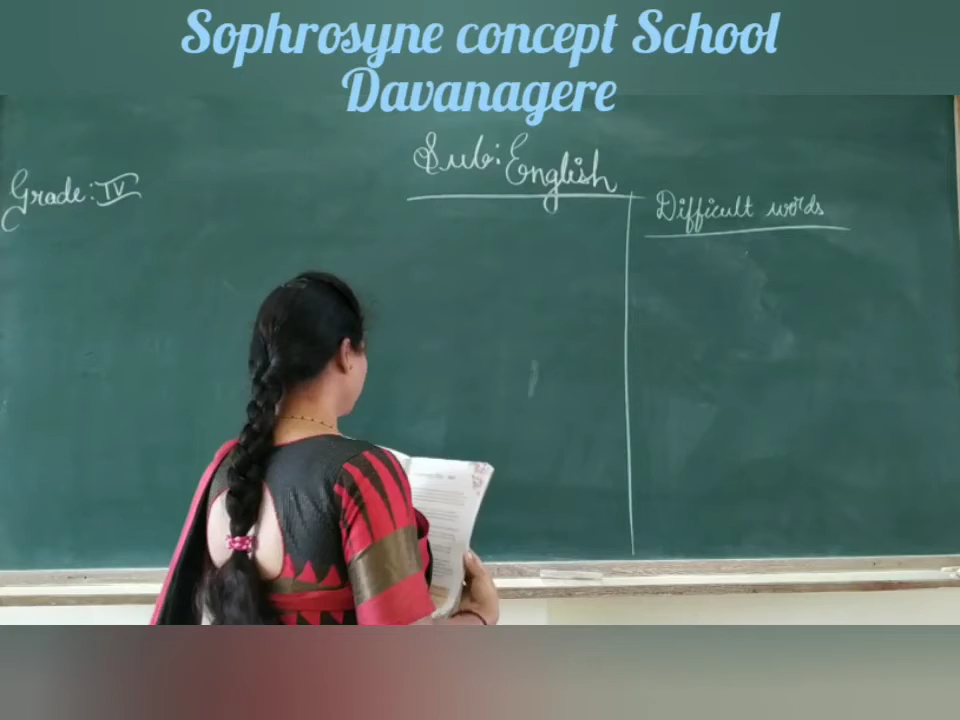 Sophrosyne concept School
Davanagere
Sub: English
Grade: IV
Difficult words